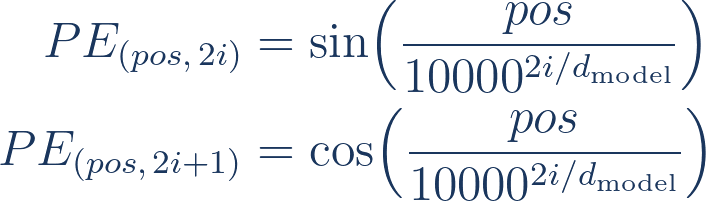 PE_(pos, 2i) = sin(pos / 10000^(2i/d_model))
PE_(pos, 2i+1) = cos(pos / 10000^(2i/d_model))